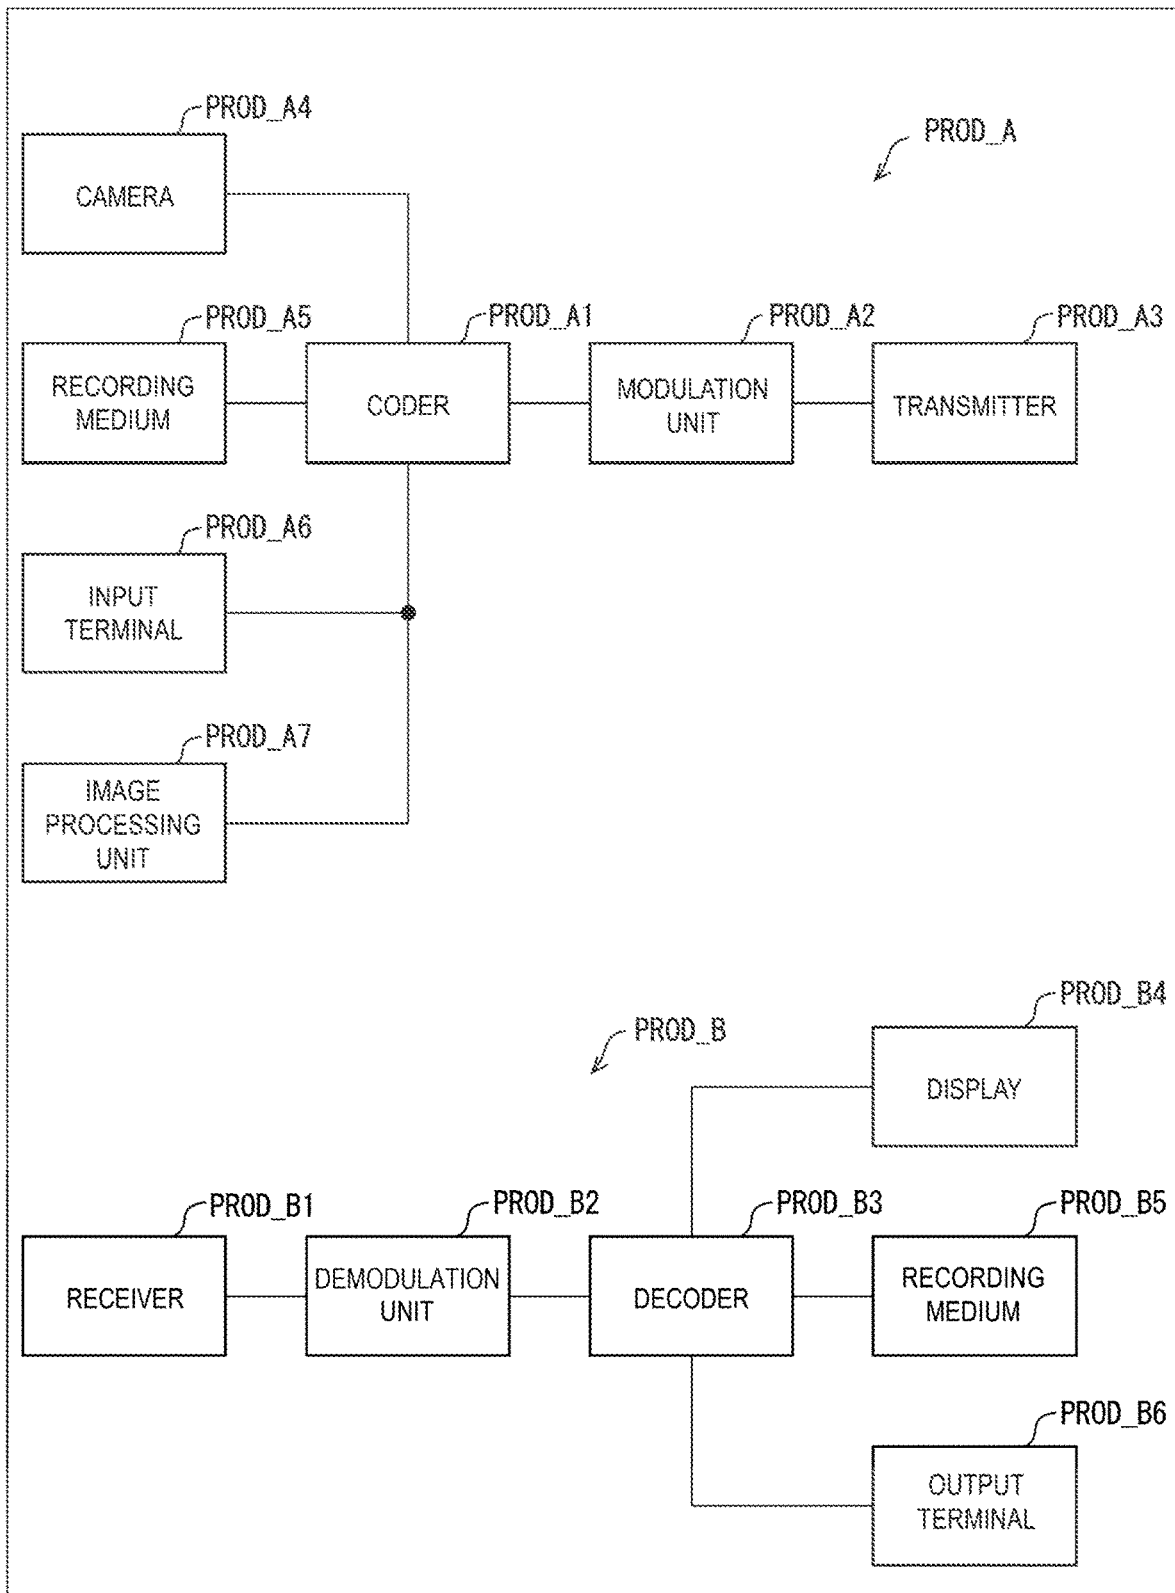 PROD_A4
PROD_A
CAMERA
PROD_A5
PROD_A1
PROD_A2
PROD_A3
RECORDING
MEDIUM
CODER
MODULATION
UNIT
TRANSMITTER
PROD_A6
INPUT
TERMINAL
PROD_A7
IMAGE
PROCESSING
UNIT
PROD_B4
PROD_B
DISPLAY
PROD_B1
PROD_B2
PROD_B3
PROD_B5
RECEIVER
DEMODULATION
UNIT
DECODER
RECORDING
MEDIUM
PROD_B6
OUTPUT
TERMINAL